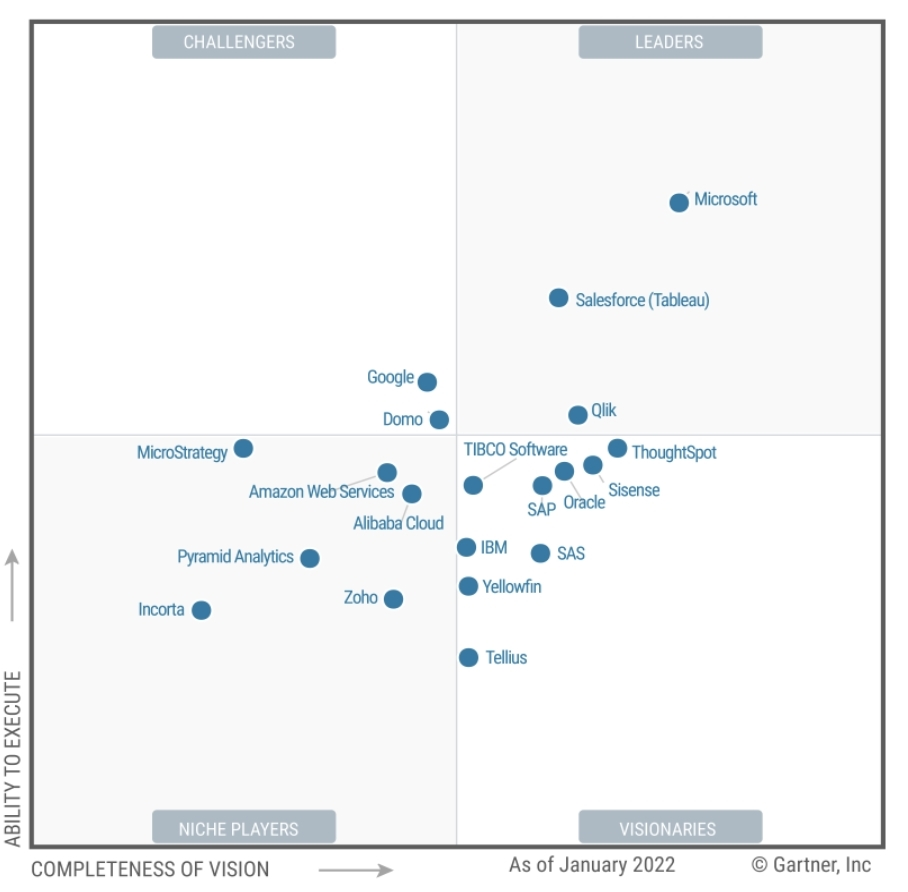 CHALLENGERS
LEADERS
Microsoft
Salesforce (Tableau)
Google
Qlik
Domo
TIBCO Software
MicroStrategy
ThoughtSpot
Amazon Web Services
Sisense
Oracle
SAP
Alibaba Cloud
IBM
SAS
Pyramid Analytics
Yellowfin
Zoho
Incorta
Tellius
ABILITY TO EXECUTE
NICHE PLAYERS
VISIONARIES
COMPLETENESS OF VISION
As of January 2022
© Gartner, Inc